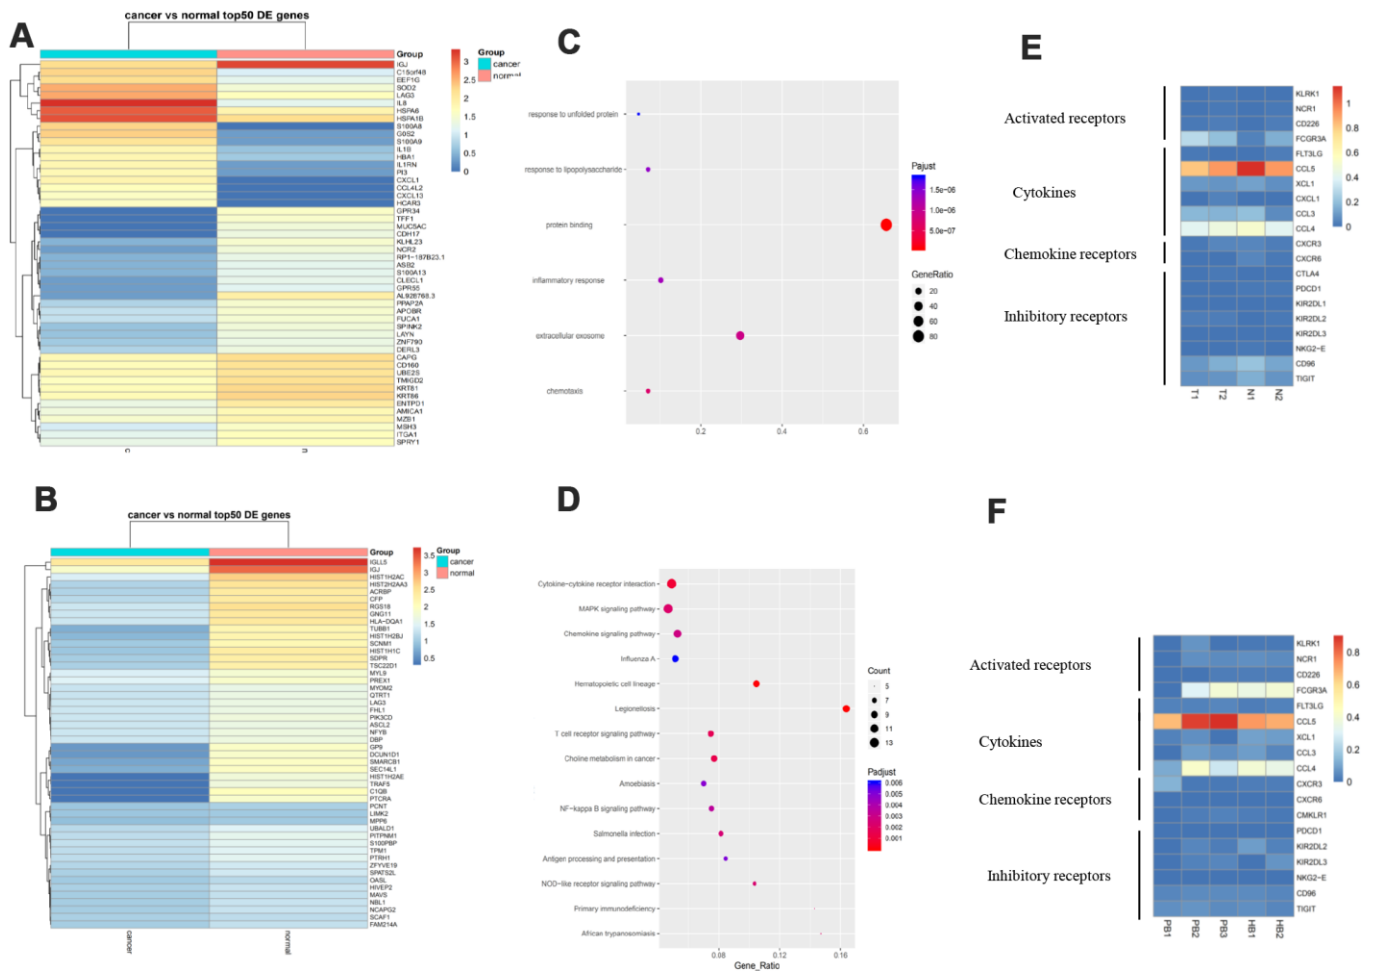 A
cancer vs normal top50 DE genes
Group
IGJ
C15orf48
EEF1G
SOD2
LAG3
IL8
HSPA6
HSPA1B
S100A8
G0S2
S100A9
IL1B
HBA1
IL1RN
PI3
CXCL1
CCL4L2
CXCL13
HCAR3
GPR34
TFF1
MUC5AC
CDH17
KLHL23
NCR2
RP1-187B23.1
ASB2
S100A13
CLECL1
GPR55
AL928768.3
PPAP2A
APOBR
FUCA1
SPINK2
LAYN
ZNF790
DERL3
CAPG
CD160
UBE2S
TMIGD2
KRT81
KRT86
ENTPD1
AMICA1
MZB1
MSH3
ITGA1
SPRY1
3
2.5
2
1.5
1
0.5
0
Group
cancer
normal
C
response to unfolded protein
response to lipopolysaccharide
protein binding
inflammatory response
extracellular exosome
chemotaxis
0.2
0.4
0.6
Pajust
1.5e-06
1.0e-06
5.0e-07
GeneRatio
20
40
60
80
E
Activated receptors
Cytokines
Chemokine receptors
Inhibitory receptors
KLRK1
NCR1
CD226
FCGR3A
FLT3LG
CCL5
XCL1
CXCL1
CCL3
CCL4
CXCR3
CXCR6
CTLA4
PDCD1
KIR2DL1
KIR2DL2
KIR2DL3
NKG2-E
CD96
TIGIT
T1
T2
N1
N2
1
0.8
0.6
0.4
0.2
0
B
cancer vs normal top50 DE genes
Group
IGLL5
IGJ
HIST1H2AC
HIST2H2AA3
ACRBP
CFP
RGS18
GNG11
HLA-DQA1
TUBB1
HIST1H2BJ
SCNM1
HIST1H1C
SDPR
TSC22D1
MYL9
PREX1
MYOM2
QTRT1
LAG3
FHL1
PIK3CD
ASCL2
NFYB
DBP
GP9
DCUN1D1
SMARCB1
SEC14L1
HIST1H2AE
TRAF5
C1QB
PTCRA
PCNT
LIMK2
MPP6
UBALD1
PITPNM1
S100PBP
TPM1
PTRH1
ZFYVE19
SPATS2L
OASL
HIVEP2
MAVS
NBL1
NCAPG2
SCAF1
FAM214A
cancer
normal
3.5
3
2.5
2
1.5
1
0.5
Group
cancer
normal
D
Cytokine-cytokine receptor interaction
MAPK signaling pathway
Chemokine signaling pathway
Influenza A
Hematopoietic cell lineage
Legionellosis
T cell receptor signaling pathway
Choline metabolism in cancer
Amoebiasis
NF-kappa B signaling pathway
Salmonella infection
Antigen processing and presentation
NOD-like receptor signaling pathway
Primary immunodeficiency
African trypanosomiasis
0.08
0.12
0.16
Gene_Ratio
Count
5
7
9
11
13
Padjust
0.006
0.005
0.004
0.003
0.002
0.001
F
Activated receptors
Cytokines
Chemokine receptors
Inhibitory receptors
KLRK1
NCR1
CD226
FCGR3A
FLT3LG
CCL5
XCL1
CCL3
CCL4
CXCR3
CXCR6
CMKLR1
PDCD1
KIR2DL2
KIR2DL3
NKG2-E
CD96
TIGIT
PB1
PB2
PB3
HB1
HB2
0.8
0.6
0.4
0.2
0